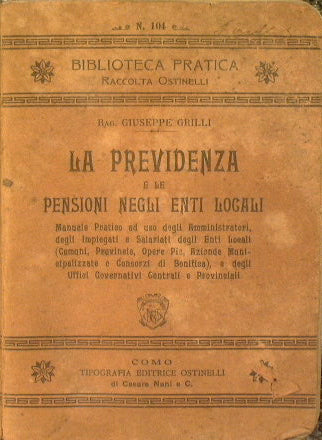 N. 104
BIBLIOTECA PRATICA
RACCOLTA OSTINELLI
RAG. GIUSEPPE GRILLI
LA PREVIDENZA
E LE
PENSIONI NEGLI ENTI LOCALI
Manuale Pratico ad uso degli Amministratori,
degli Impiegati e Salariati degli Enti Locali
(Comuni, Provincie, Opere Pie, Aziende Muni-
cipalizzate e Consorzi di Bonifica), e degli
Uffici Governativi Centrali e Provinciali
COMO
TIPOGRAFIA EDITRICE OSTINELLI
di Cesare Nani e C.